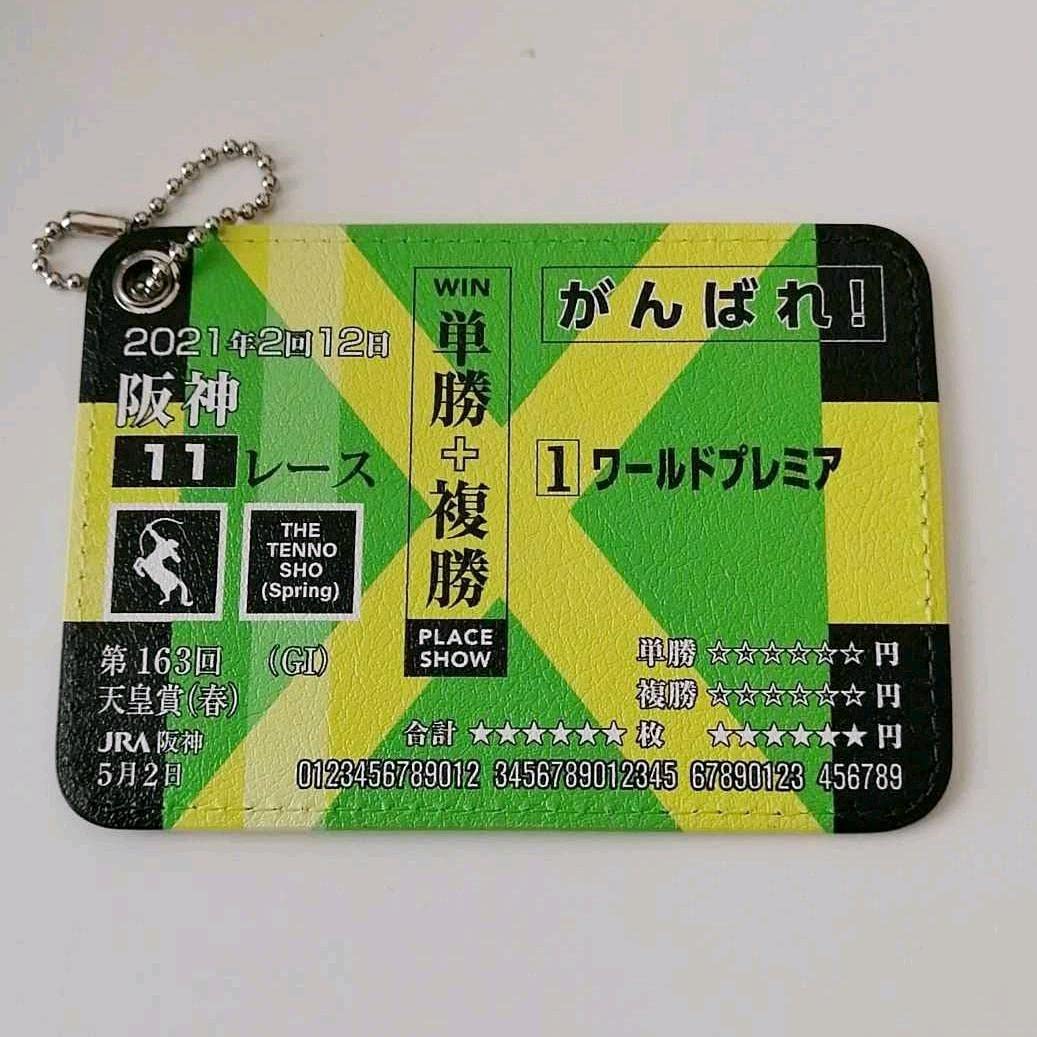 2021年2回12日
阪神
11レース
THE
TENNO
SHO
(Spring)
第163回 (GI)
天皇賞(春)
JRA 阪神
5月2日
WIN
単勝+複勝
PLACE
SHOW
がんばれ!
1 ワールドプレミア
単勝 ☆☆☆☆☆☆円
複勝 ☆☆☆☆☆☆円
合計 ★★★★★★枚 ★★★★★★円
0123456789012 3456789012345 67890123 456789